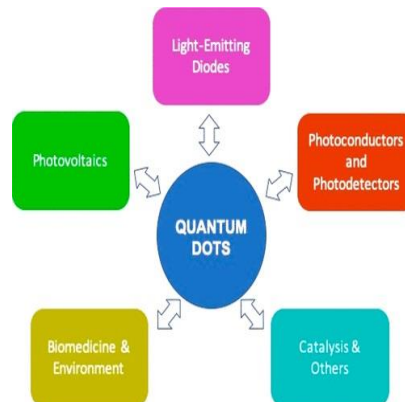 Light-Emitting
Diodes
Photovoltaics
Photoconductors
and
Photodetectors
QUANTUM
DOTS
Biomedicine &
Environment
Catalysis &
Others